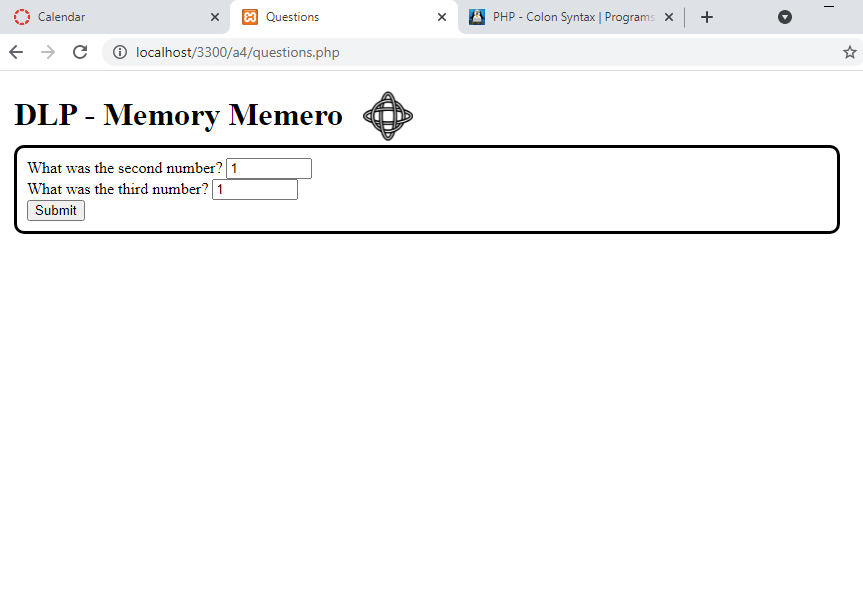 Calendar
Questions
PHP - Colon Syntax | Programs
localhost/3300/a4/questions.php
DLP - Memory Memero
What was the second number? 1
What was the third number? 1
Submit